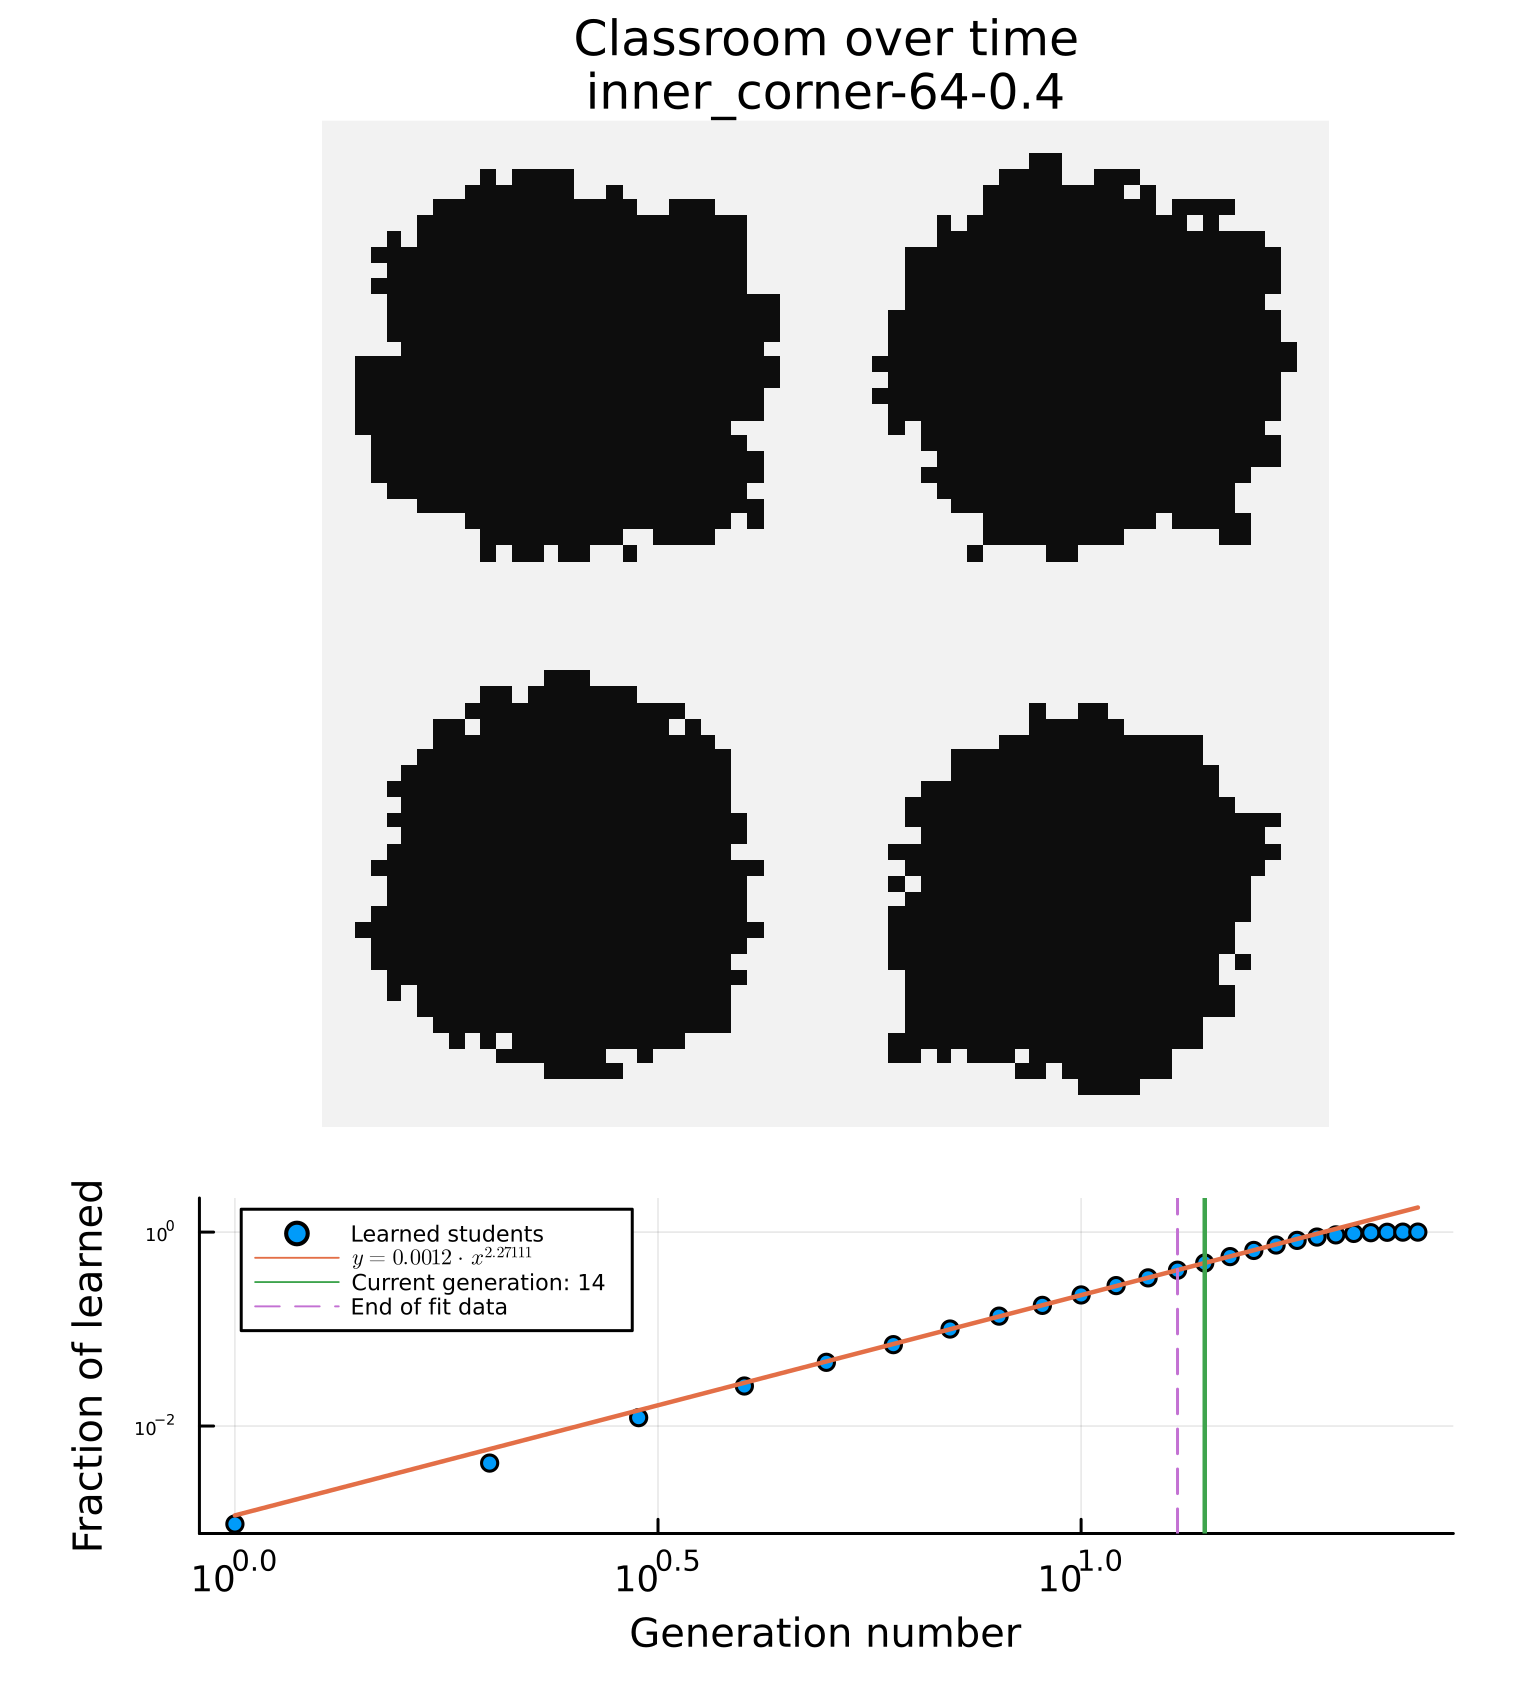 Classroom over time
inner_corner-64-0.4
Fraction of learned
10⁰
10⁻²
Learned students
y = 0.0012 · x^2.27111
Current generation: 14
End of fit data
10^0.0 10^0.5 10^1.0
Generation number